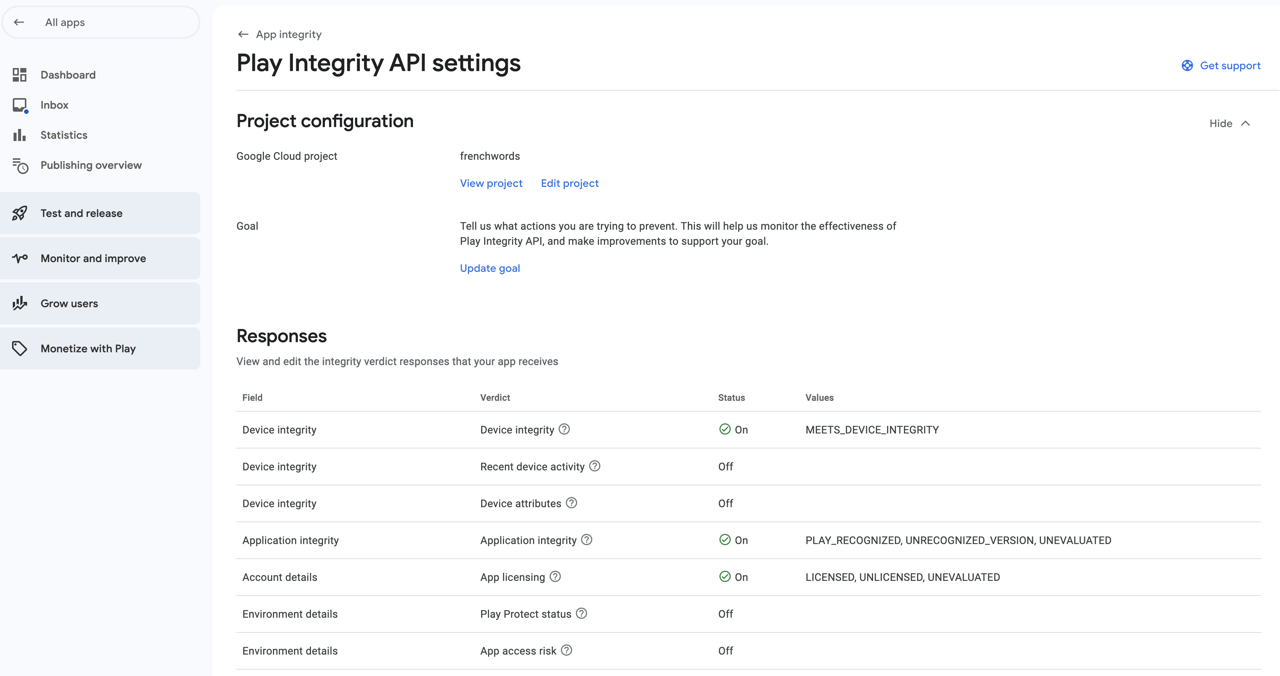 All apps
Dashboard
Inbox
Statistics
Publishing overview
Test and release
Monitor and improve
Grow users
Monetize with Play
App integrity
Play Integrity API settings
Get support
Project configuration
Hide
Google Cloud project
frenchwords
View project Edit project
Goal
Tell us what actions you are trying to prevent. This will help us monitor the effectiveness of
Play Integrity API, and make improvements to support your goal.
Update goal
Responses
View and edit the integrity verdict responses that your app receives
Field Verdict Status Values
Device integrity Device integrity On MEETS_DEVICE_INTEGRITY
Device integrity Recent device activity Off
Device integrity Device attributes Off
Application integrity Application integrity On PLAY_RECOGNIZED, UNRECOGNIZED_VERSION, UNEVALUATED
Account details App licensing On LICENSED, UNLICENSED, UNEVALUATED
Environment details Play Protect status Off
Environment details App access risk Off